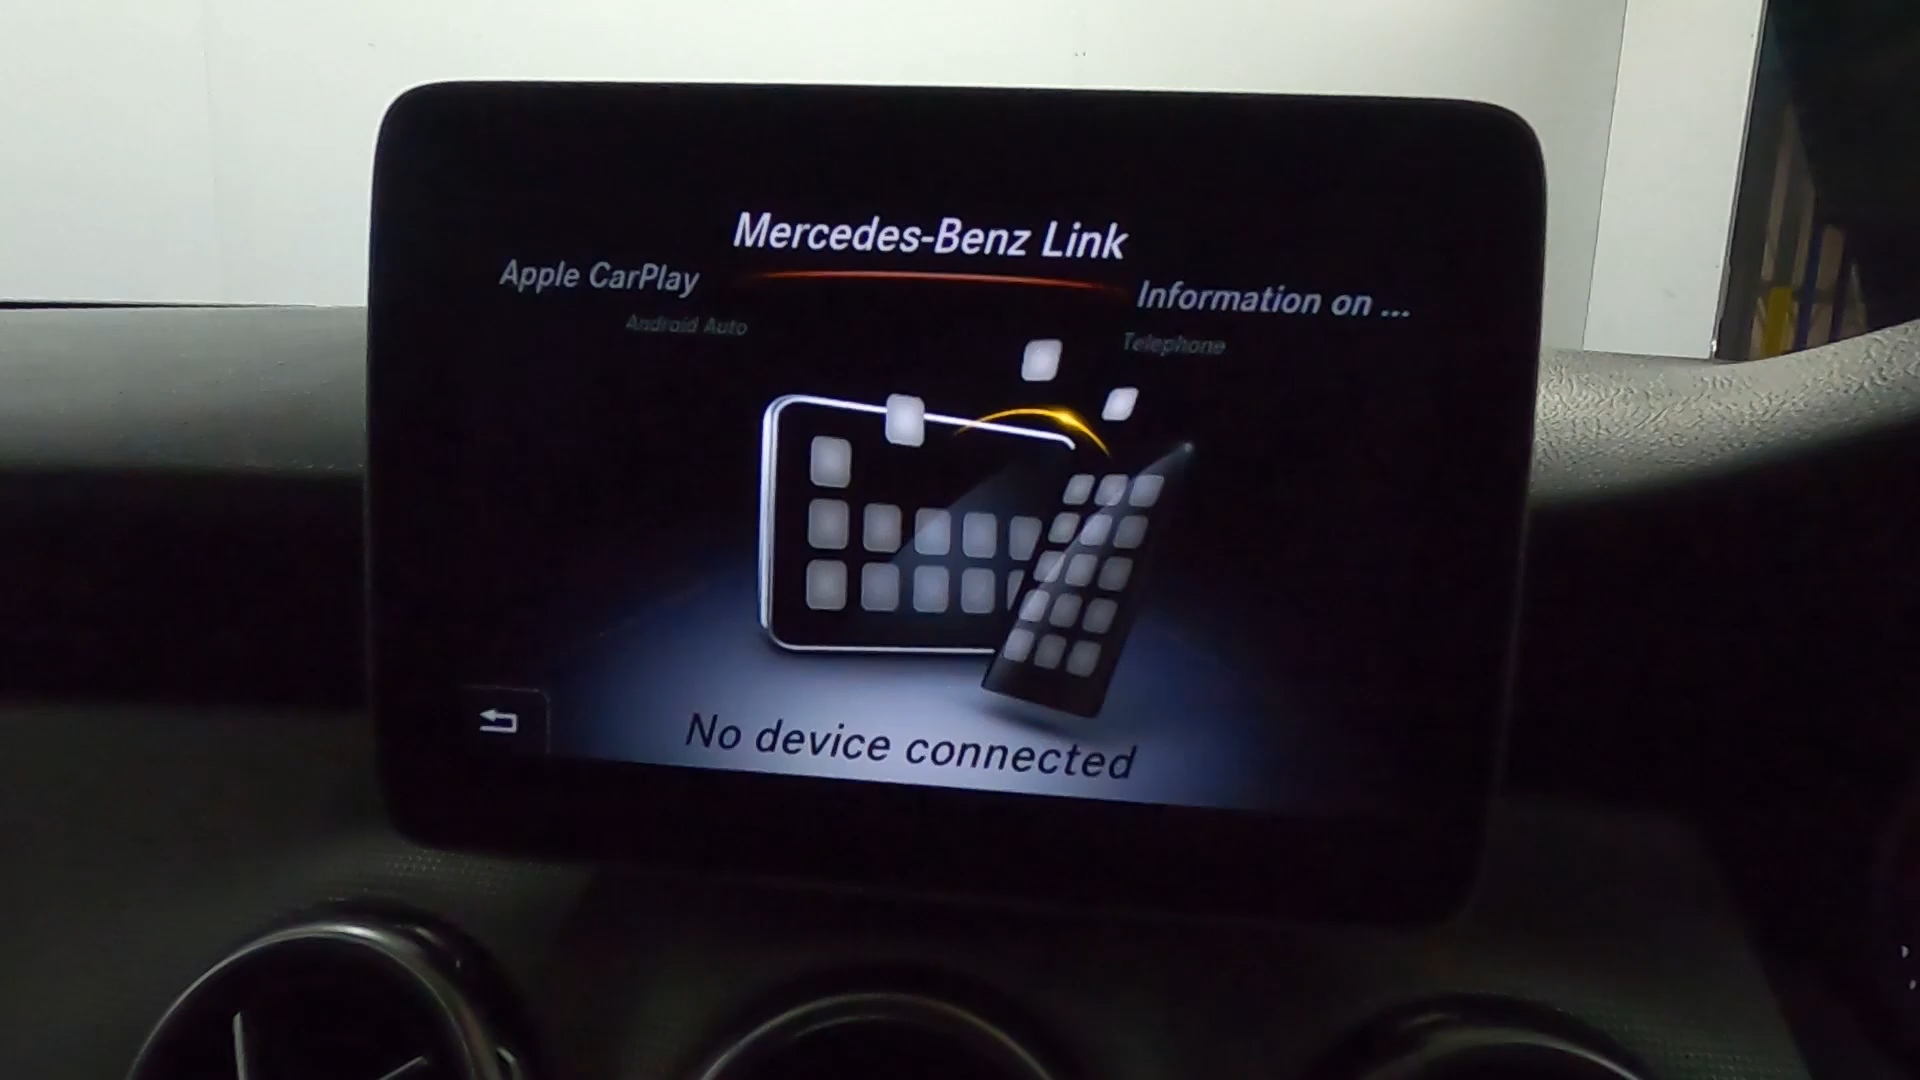 Mercedes-Benz Link
Apple CarPlay
Information on ...
Android Auto
Telephone
No device connected